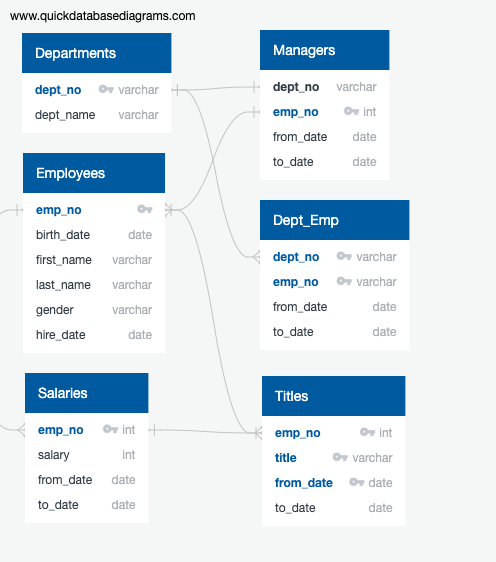 www.quickdatabasediagrams.com
Departments
dept_no varchar
dept_name varchar
Managers
dept_no varchar
emp_no int
from_date date
to_date date
Employees
emp_no
birth_date date
first_name varchar
last_name varchar
gender varchar
hire_date date
Dept_Emp
dept_no varchar
emp_no varchar
from_date date
to_date date
Salaries
emp_no int
salary int
from_date date
to_date date
Titles
emp_no int
title varchar
from_date date
to_date date